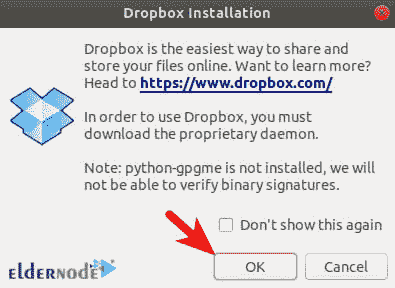 Dropbox Installation
Dropbox is the easiest way to share and
store your files online. Want to learn more?
Head to https://www.dropbox.com/
In order to use Dropbox, you must
download the proprietary daemon.
Note: python-gpgme is not installed, we will
not be able to verify binary signatures.
Don't show this again
eldernode
OK
Cancel